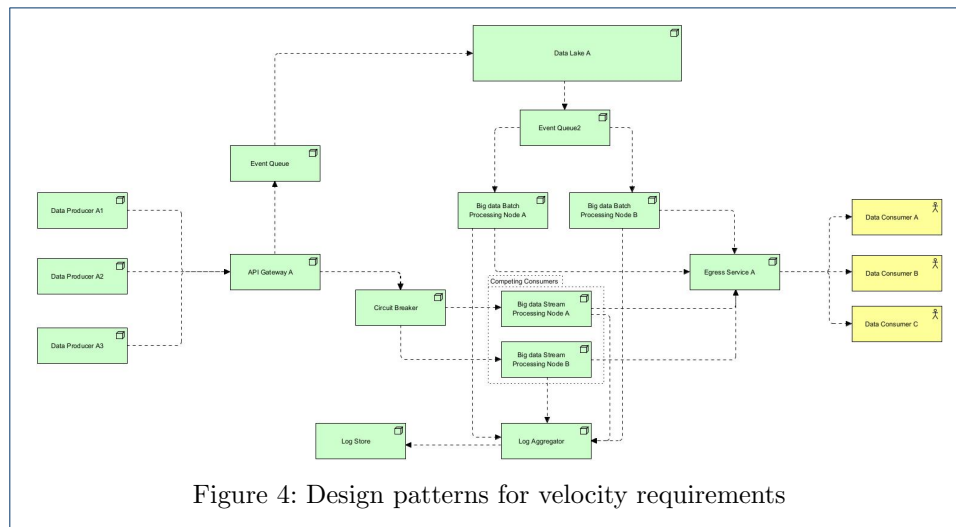 Data Lake A
Event Queue2
Event Queue
Big data Batch
Processing Node A
Big data Batch
Processing Node B
Data Producer A1
Data Consumer A
API Gateway A
Data Producer A2
Egress Service A
Data Consumer B
Competing Consumers
Circuit Breaker
Big data Stream
Processing Node A
Data Consumer C
Data Producer A3
Big data Stream
Processing Node B
Log Store
Log Aggregator
Figure 4: Design patterns for velocity requirements